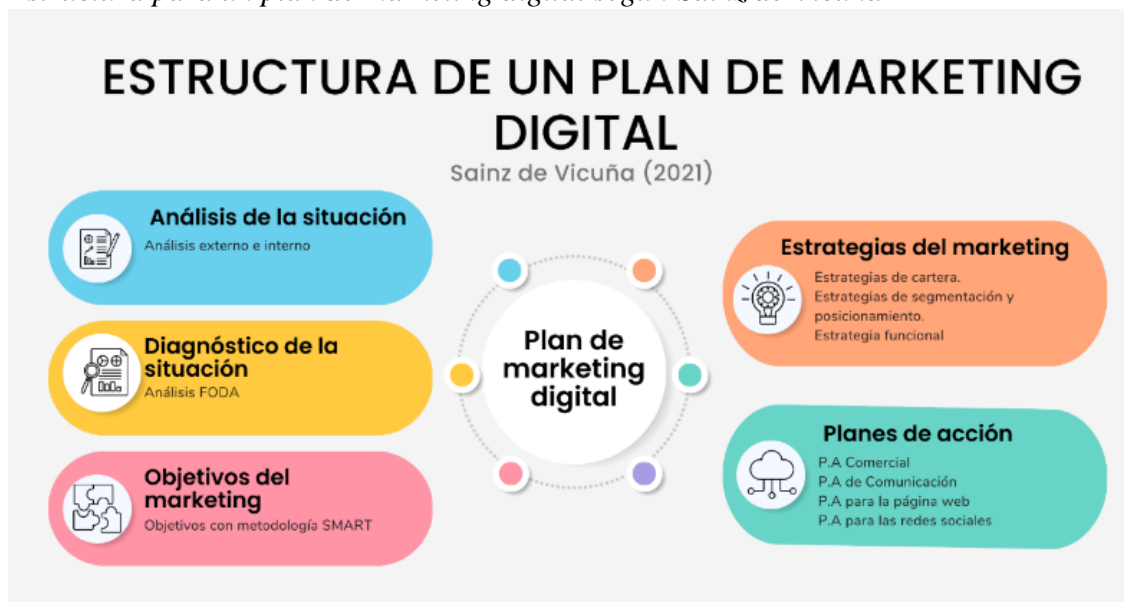 ESTRUCTURA DE UN PLAN DE MARKETING
DIGITAL
Sainz de Vicuña (2021)
Análisis de la situación
Análisis externo e interno
Diagnóstico de la
situación
Análisis FODA
Objetivos del
marketing
Objetivos con metodología SMART
Plan de
marketing
digital
Estrategias del marketing
Estrategias de cartera.
Estrategias de segmentación y
posicionamiento.
Estrategia funcional
Planes de acción
P.A Comercial
P.A de Comunicación
P.A para la página web
P.A para las redes sociales